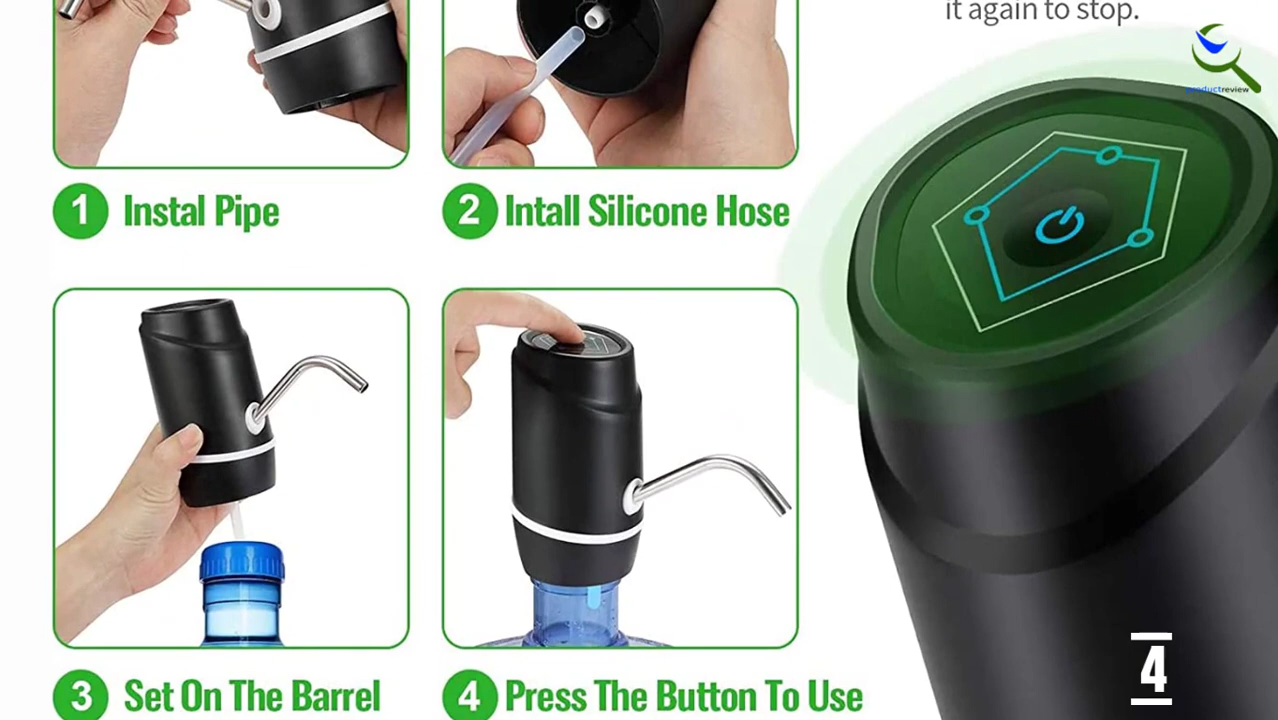 it again to stop.
productreview
1 Instal Pipe
2 Intall Silicone Hose
3 Set On The Barrel
4 Press The Button To Use
4